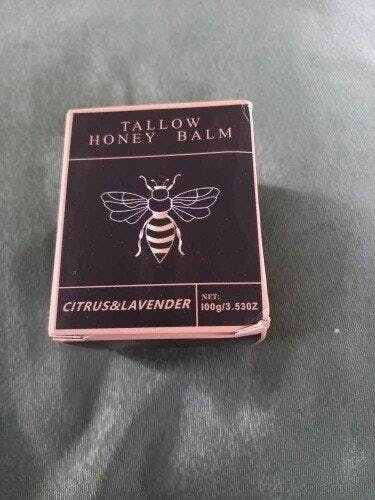 TALLOW
HONEY BALM
CITRUS&LAVENDER
NET:
100g/3.53OZ